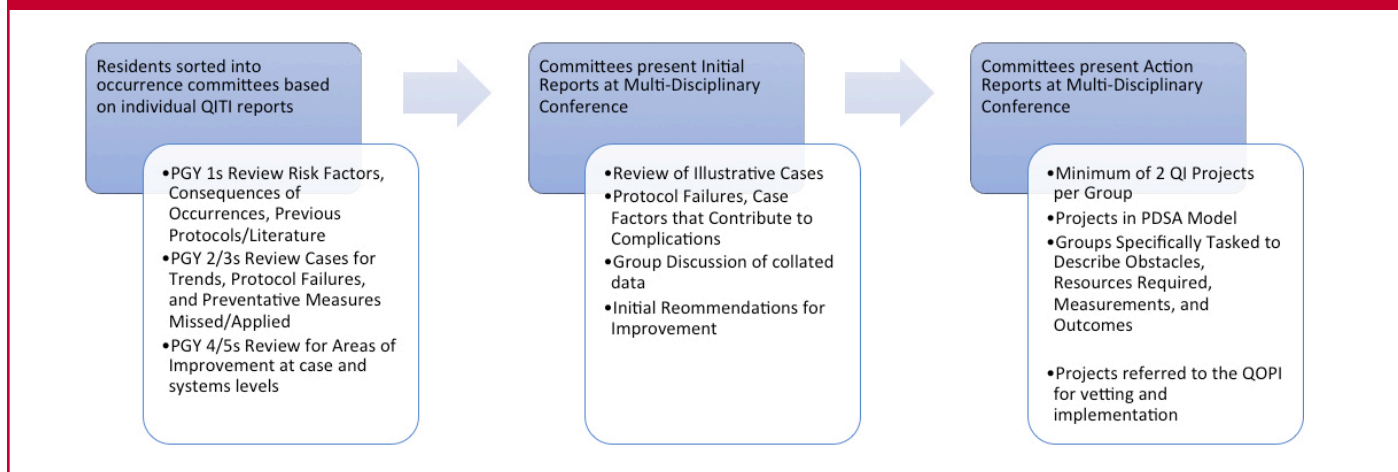 Residents sorted into
occurrence committees based
on individual QITI reports
•PGY 1s Review Risk Factors,
Consequences of
Occurrences, Previous
Protocols/Literature
•PGY 2/3s Review Cases for
Trends, Protocol Failures,
and Preventative Measures
Missed/Applied
•PGY 4/5s Review for Areas of
Improvement at case and
systems levels
Committees present Initial
Reports at Multi-Disciplinary
Conference
•Review of Illustrative Cases
•Protocol Failures, Case
Factors that Contribute to
Complications
•Group Discussion of collated
data
•Initial Reommendations for
Improvement
Committees present Action
Reports at Multi-Disciplinary
Conference
•Minimum of 2 QI Projects
per Group
•Projects in PDSA Model
•Groups Specifically Tasked to
Describe Obstacles,
Resources Required,
Measurements, and
Outcomes
•Projects referred to the QOPI
for vetting and
implementation